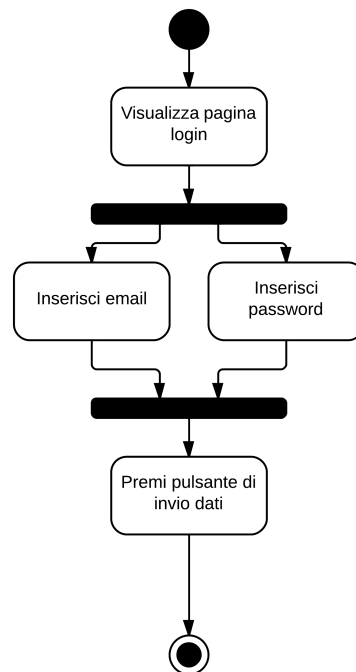 Visualizza pagina
login
Inserisci email
Inserisci
password
Premi pulsante di
invio dati